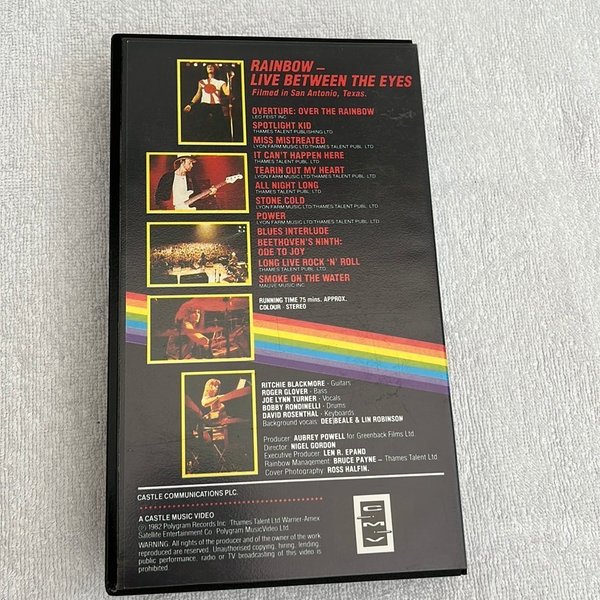 RAINBOW –
LIVE BETWEEN THE EYES
Filmed in San Antonio, Texas.
OVERTURE: OVER THE RAINBOW
LEO FEIST INC
SPOTLIGHT KID
THAMES TALENT PUBLISHING LTD
MISS MISTREATED
LYON FARM MUSIC LTD/THAMES TALENT PUBL. LTD
IT CAN'T HAPPEN HERE
THAMES TALENT PUBL. LTD
TEARIN OUT MY HEART
LYON FARM MUSIC LTD/THAMES TALENT PUBL. LTD
ALL NIGHT LONG
THAMES TALENT PUBL. LTD
STONE COLD
LYON FARM MUSIC LTD/THAMES TALENT PUBL. LTD
POWER
LYON FARM MUSIC LTD/THAMES TALENT PUBL. LTD
BLUES INTERLUDE
BEETHOVEN'S NINTH:
ODE TO JOY
LONG LIVE ROCK 'N' ROLL
THAMES TALENT PUBL. LTD
SMOKE ON THE WATER
MAUVE MUSIC INC
RUNNING TIME 75 mins. APPROX.
COLOUR - STEREO
RITCHIE BLACKMORE - Guitars
ROGER GLOVER - Bass
JOE LYNN TURNER - Vocals
BOBBY RONDINELLI - Drums
DAVID ROSENTHAL - Keyboards
Background vocals: DEE BEALE & LIN ROBINSON
Producer: AUBREY POWELL for Greenback Films Ltd.
Director: NIGEL GORDON
Executive Producer: LEN R. EPAND
Rainbow Management: BRUCE PAYNE – Thames Talent Ltd
Cover Photography: ROSS HALFIN.
CASTLE COMMUNICATIONS PLC.
A CASTLE MUSIC VIDEO
℗ 1982 Polygram Records Inc. Thames Talent Ltd Warner-Amex
Satellite Entertainment Co. Polygram MusicVideo Ltd.
WARNING: All rights of the producer and of the owner of the work
reproduced are reserved. Unauthorised copying, hiring, lending,
public performance, radio or TV broadcasting of this video is
prohibited.
CMV